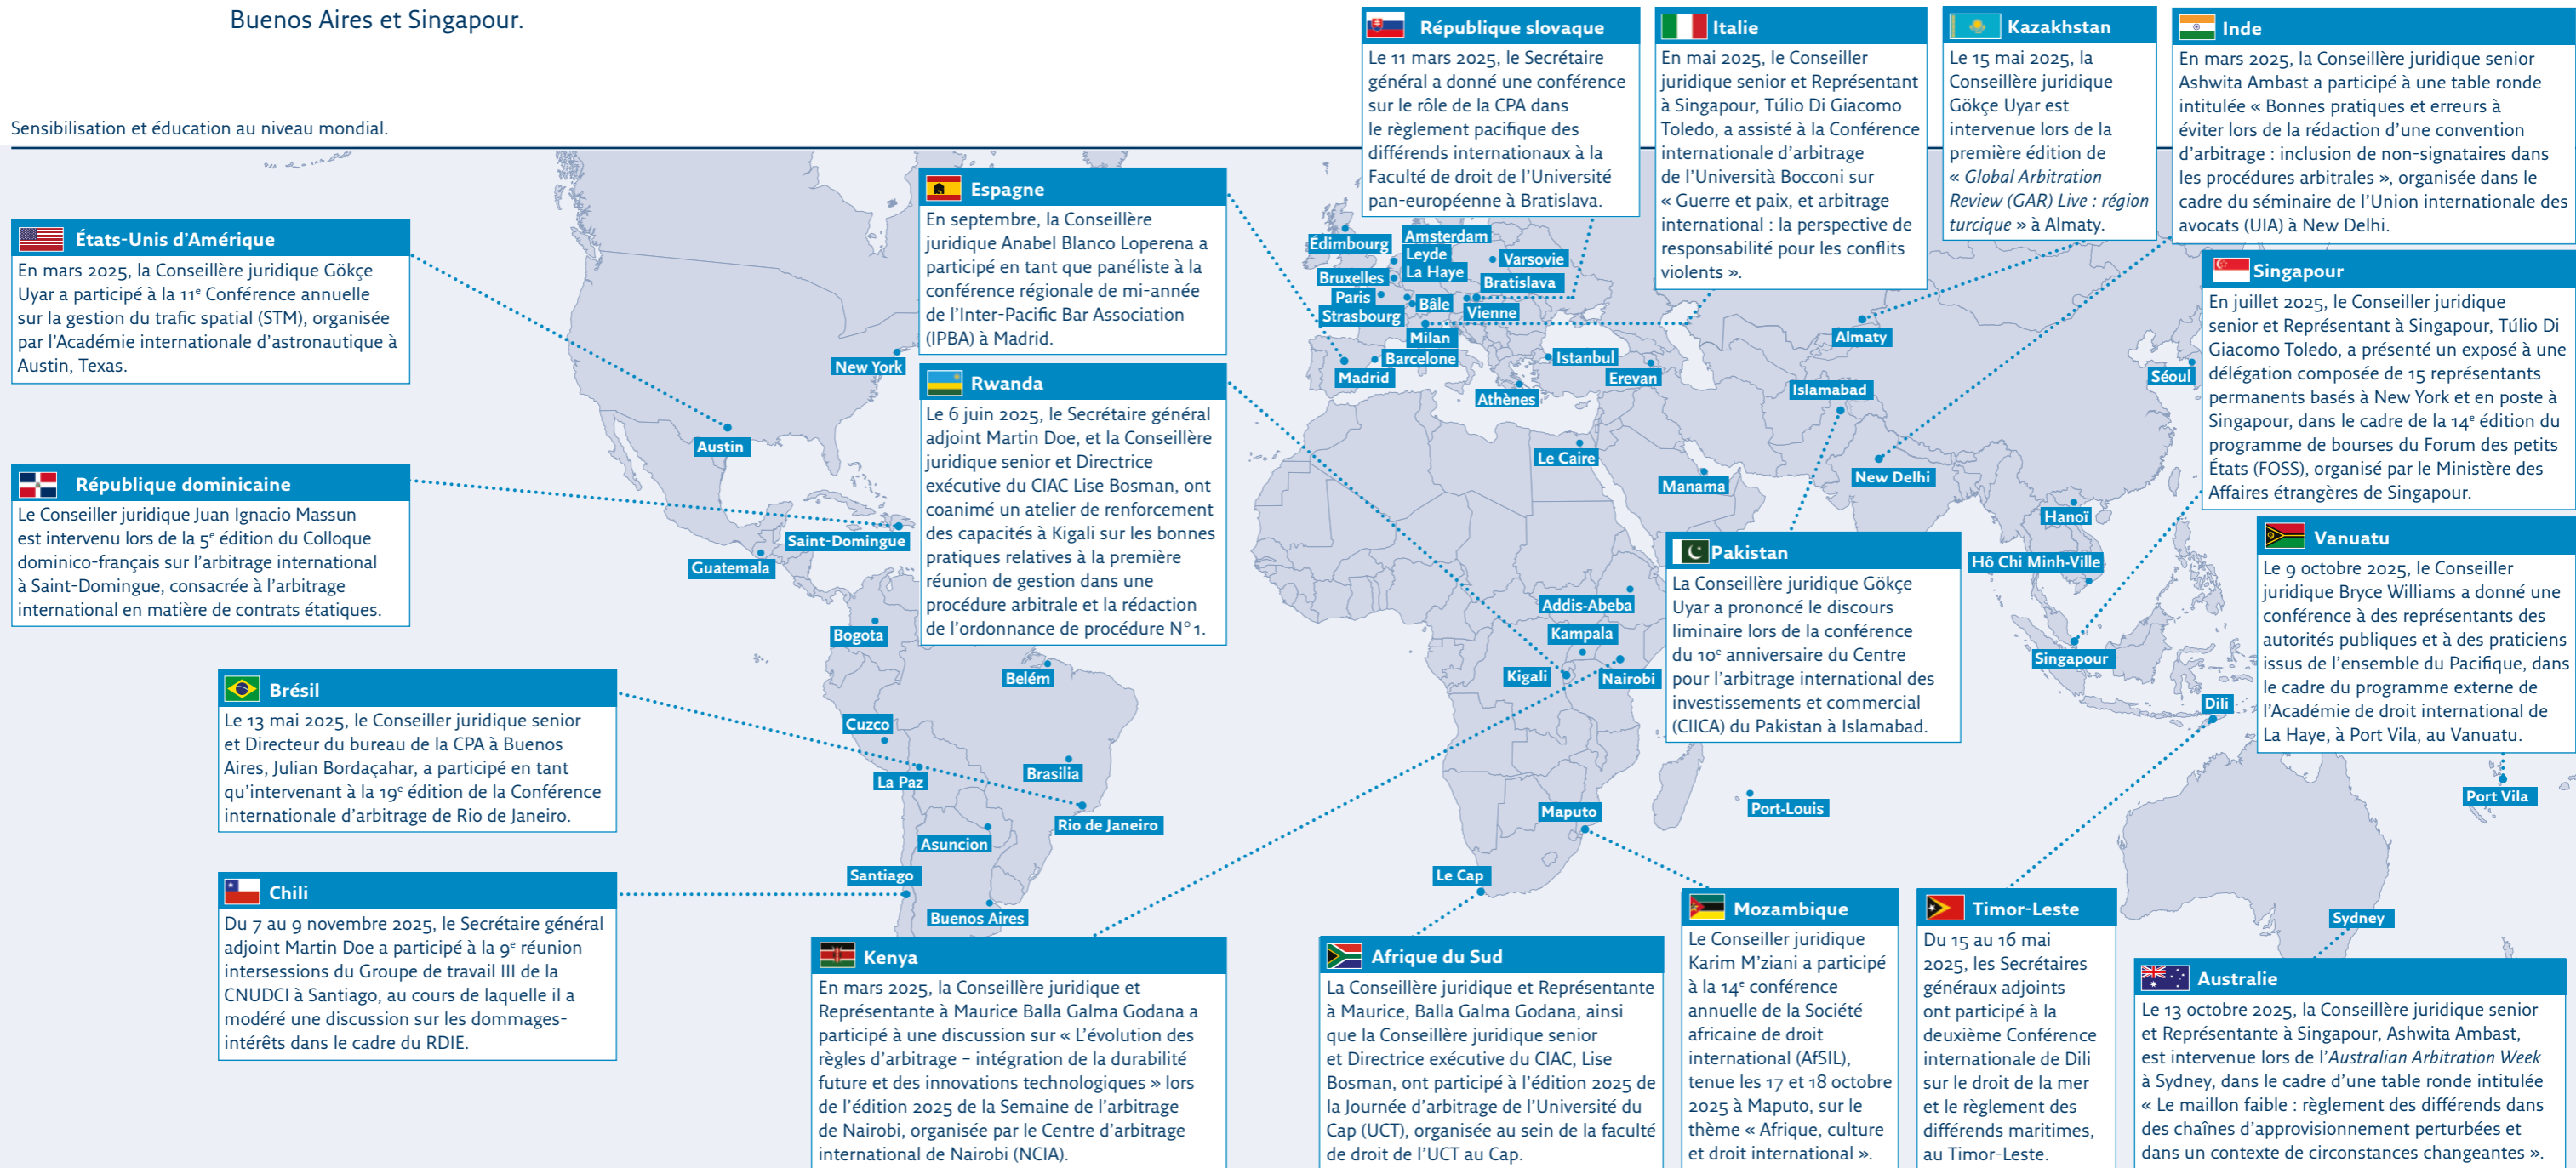 Buenos Aires et Singapour.
Sensibilisation et éducation au niveau mondial.
États-Unis d’Amérique
En mars 2025, la Conseillère juridique Gökçe
Uyar a participé à la 11e Conférence annuelle
sur la gestion du trafic spatial (STM), organisée
par l’Académie internationale d’astronautique à
Austin, Texas.
République dominicaine
Le Conseiller juridique Juan Ignacio Massun
est intervenu lors de la 5e édition du Colloque
dominico-français sur l’arbitrage international
à Saint-Domingue, consacrée à l’arbitrage
international en matière de contrats étatiques.
Brésil
Le 13 mai 2025, le Conseiller juridique senior
et Directeur du bureau de la CPA à Buenos
Aires, Julian Bordaçahar, a participé en tant
qu’intervenant à la 19e édition de la Conférence
internationale d’arbitrage de Rio de Janeiro.
Chili
Du 7 au 9 novembre 2025, le Secrétaire général
adjoint Martin Doe a participé à la 9e réunion
intersessions du Groupe de travail III de la
CNUDCI à Santiago, au cours de laquelle il a
modéré une discussion sur les dommages-
intérêts dans le cadre du RDIE.
Espagne
En septembre, la Conseillère
juridique Anabel Blanco Loperena a
participé en tant que panéliste à la
conférence régionale de mi-année
de l’Inter-Pacific Bar Association
(IPBA) à Madrid.
Rwanda
Le 6 juin 2025, le Secrétaire général
adjoint Martin Doe, et la Conseillère
juridique senior et Directrice
exécutive du CIAC Lise Bosman, ont
coanimé un atelier de renforcement
des capacités à Kigali sur les bonnes
pratiques relatives à la première
réunion de gestion dans une
procédure arbitrale et la rédaction
de l’ordonnance de procédure N°1.
Kenya
En mars 2025, la Conseillère juridique et
Représentante à Maurice Balla Galma Godana a
participé à une discussion sur « L’évolution des
règles d’arbitrage – intégration de la durabilité
future et des innovations technologiques » lors
de l’édition 2025 de la Semaine de l’arbitrage
de Nairobi, organisée par le Centre d’arbitrage
international de Nairobi (NCIA).
République slovaque
Le 11 mars 2025, le Secrétaire
général a donné une conférence
sur le rôle de la CPA dans
le règlement pacifique des
différends internationaux à la
Faculté de droit de l’Université
pan-européenne à Bratislava.
Italie
En mai 2025, le Conseiller
juridique senior et Représentant
à Singapour, Túlio Di Giacomo
Toledo, a assisté à la Conférence
internationale d’arbitrage
de l’Università Bocconi sur
« Guerre et paix, et arbitrage
international : la perspective de
responsabilité pour les conflits
violents ».
Kazakhstan
Le 15 mai 2025, la
Conseillère juridique
Gökçe Uyar est
intervenue lors de la
première édition de
« Global Arbitration
Review (GAR) Live : région
turcique » à Almaty.
Inde
En mars 2025, la Conseillère juridique senior
Ashwita Ambast a participé à une table ronde
intitulée « Bonnes pratiques et erreurs à
éviter lors de la rédaction d’une convention
d’arbitrage : inclusion de non-signataires dans
les procédures arbitrales », organisée dans le
cadre du séminaire de l’Union internationale des
avocats (UIA) à New Delhi.
Singapour
En juillet 2025, le Conseiller juridique
senior et Représentant à Singapour, Túlio Di
Giacomo Toledo, a présenté un exposé à une
délégation composée de 15 représentants
permanents basés à New York et en poste à
Singapour, dans le cadre de la 14e édition du
programme de bourses du Forum des petits
États (FOSS), organisé par le Ministère des
Affaires étrangères de Singapour.
Vanuatu
Le 9 octobre 2025, le Conseiller
juridique Bryce Williams a donné une
conférence à des représentants des
autorités publiques et à des praticiens
issus de l’ensemble du Pacifique, dans
le cadre du programme externe de
l’Académie de droit international de
La Haye, à Port Vila, au Vanuatu.
Pakistan
La Conseillère juridique Gökçe
Uyar a prononcé le discours
liminaire lors de la conférence
du 10e anniversaire du Centre
pour l’arbitrage international des
investissements et commercial
(CIICA) du Pakistan à Islamabad.
Afrique du Sud
La Conseillère juridique et Représentante
à Maurice, Balla Galma Godana, ainsi
que la Conseillère juridique senior
et Directrice exécutive du CIAC, Lise
Bosman, ont participé à l’édition 2025 de
la Journée d’arbitrage de l’Université du
Cap (UCT), organisée au sein de la faculté
de droit de l’UCT au Cap.
Mozambique
Le Conseiller juridique
Karim M’ziani a participé
à la 14e conférence
annuelle de la Société
africaine de droit
international (AfSIL),
tenue les 17 et 18 octobre
2025 à Maputo, sur le
thème « Afrique, culture
et droit international ».
Timor-Leste
Du 15 au 16 mai
2025, les Secrétaires
généraux adjoints
ont participé à la
deuxième Conférence
internationale de Dili
sur le droit de la mer
et le règlement des
différends maritimes,
au Timor-Leste.
Australie
Le 13 octobre 2025, la Conseillère juridique senior
et Représentante à Singapour, Ashwita Ambast,
est intervenue lors de l’Australian Arbitration Week
à Sydney, dans le cadre d’une table ronde intitulée
« Le maillon faible : règlement des différends dans
des chaînes d’approvisionnement perturbées et
dans un contexte de circonstances changeantes ».
New York
Austin
Saint-Domingue
Guatemala
Bogota
Belém
Cuzco
La Paz
Brasilia
Rio de Janeiro
Asuncion
Santiago
Buenos Aires
Édimbourg
Amsterdam
Leyde
La Haye
Varsovie
Bruxelles
Bratislava
Paris
Bâle
Vienne
Strasbourg
Milan
Barcelone
Madrid
Istanbul
Erevan
Athènes
Almaty
Islamabad
Séoul
Le Caire
Manama
New Delhi
Hanoï
Hô Chi Minh-Ville
Addis-Abeba
Kampala
Kigali
Nairobi
Singapour
Dili
Maputo
Port-Louis
Port Vila
Le Cap
Sydney